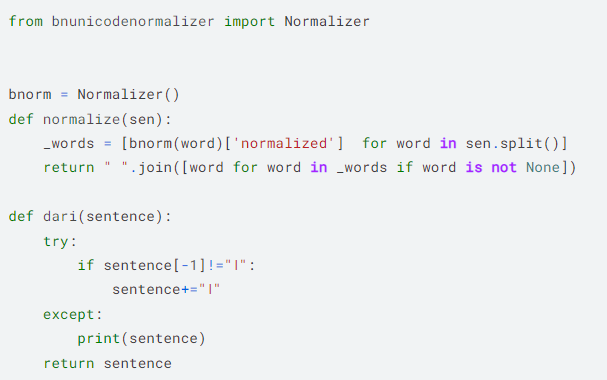 from bnunicodenormalizer import Normalizer
bnorm = Normalizer()
def normalize(sen):
    _words = [bnorm(word)['normalized']  for word in sen.split()]
    return " ".join([word for word in _words if word is not None])
def dari(sentence):
    try:
        if sentence[-1]!="।":
            sentence+="।"
    except:
        print(sentence)
    return sentence